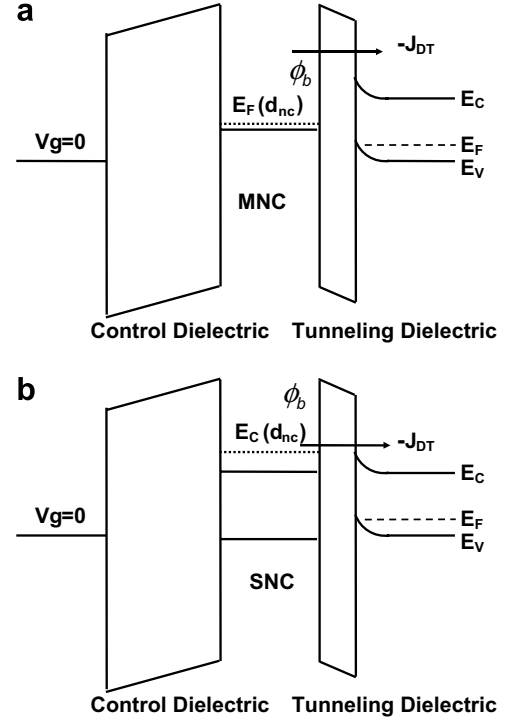 a
-J_DT
ϕ_b
E_F (d_nc)
E_C
Vg=0
E_F
E_V
MNC
Control Dielectric Tunneling Dielectric
b
ϕ_b
E_C (d_nc)
-J_DT
E_C
Vg=0
E_F
E_V
SNC
Control Dielectric Tunneling Dielectric